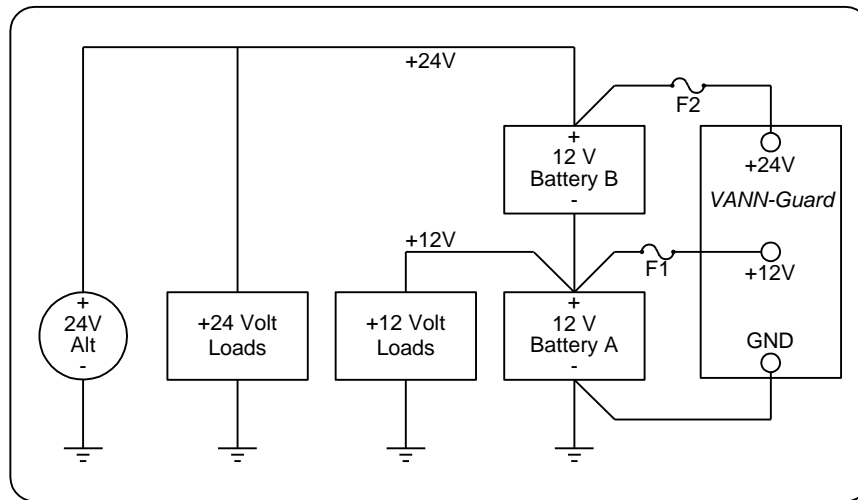 +24V
F2
+
12 V
Battery B
-
+24V
VANN-Guard
+12V
F1
+12V
+
24V
Alt
-
+24 Volt
Loads
+12 Volt
Loads
+
12 V
Battery A
-
GND